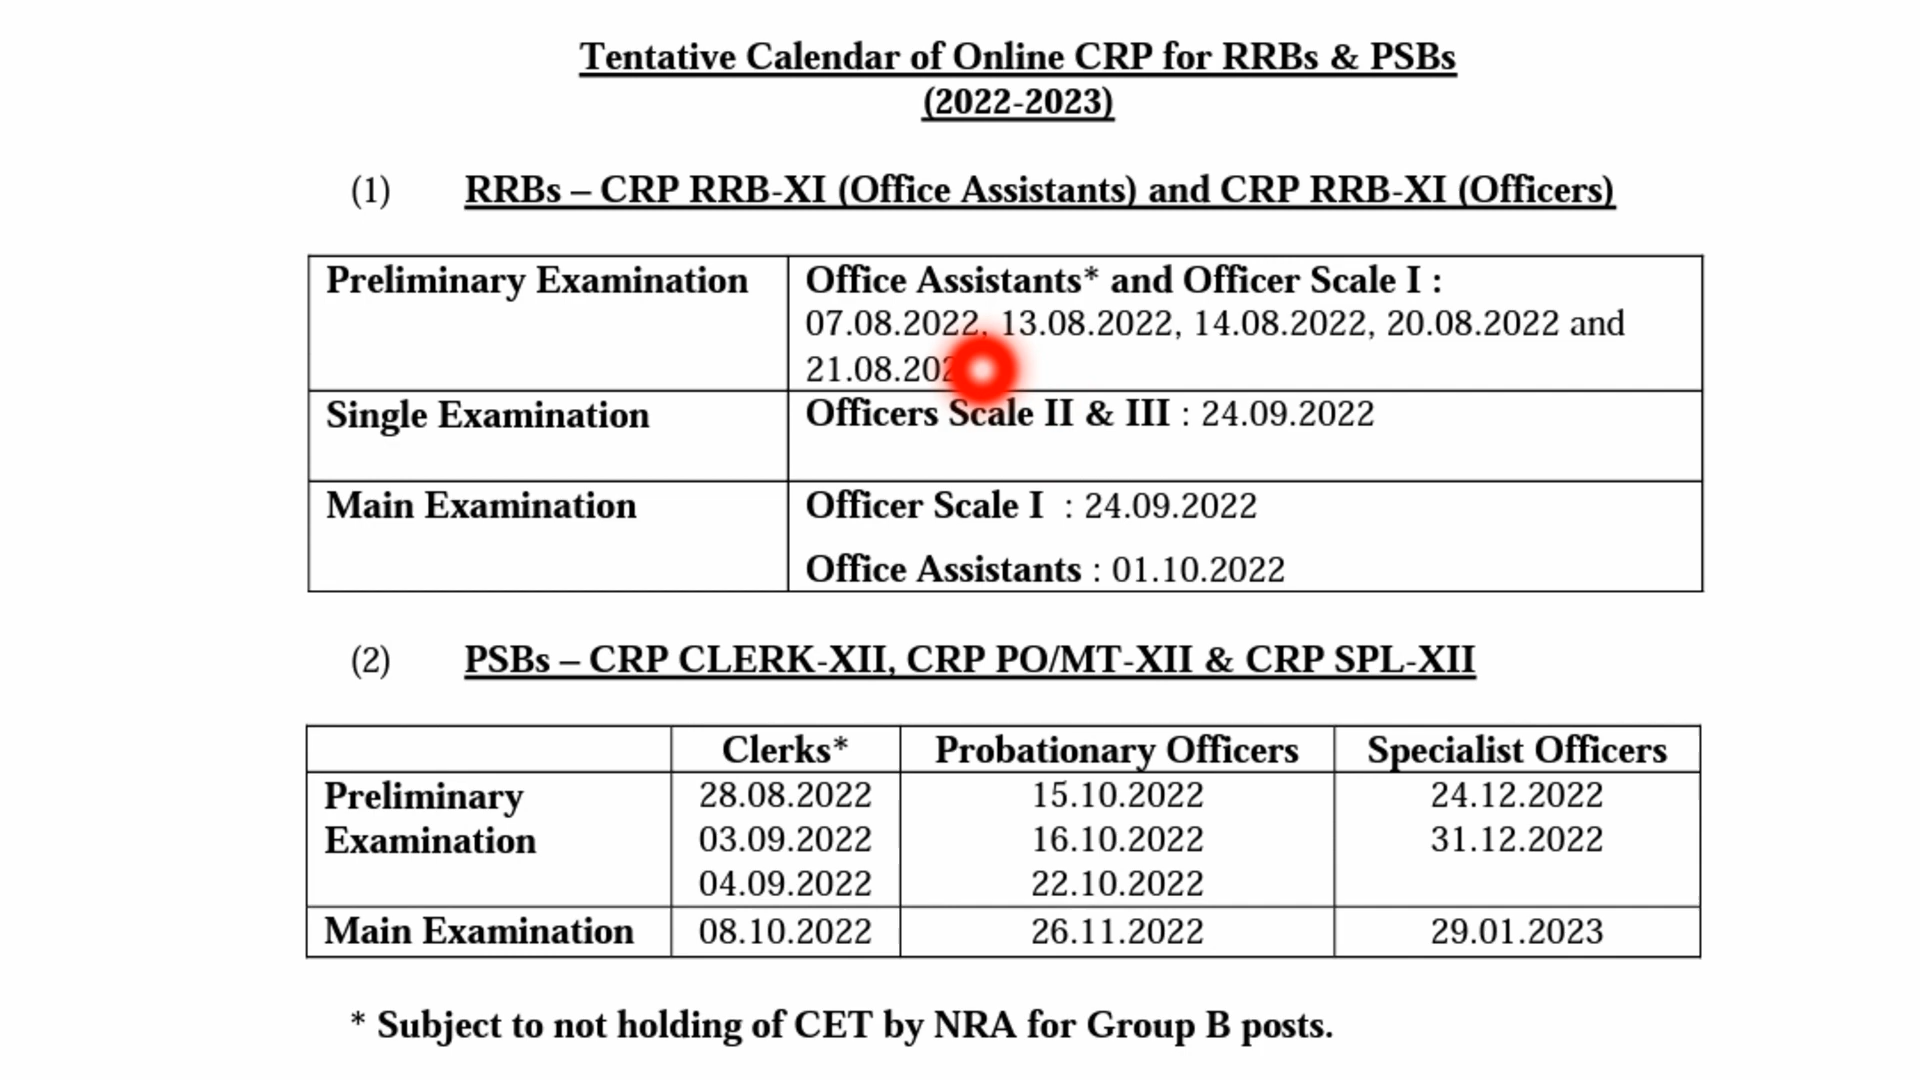 Tentative Calendar of Online CRP for RRBs & PSBs
(2022-2023)
(1) RRBs – CRP RRB-XI (Office Assistants) and CRP RRB-XI (Officers)
Preliminary Examination
Office Assistants* and Officer Scale I :
07.08.2022, 13.08.2022, 14.08.2022, 20.08.2022 and
Single Examination
Officers Scale II & III : 24.09.2022
Main Examination
Officer Scale I : 24.09.2022
Office Assistants : 01.10.2022
(2) PSBs – CRP CLERK-XII, CRP PO/MT-XII & CRP SPL-XII
Clerks* Probationary Officers Specialist Officers
Preliminary 28.08.2022 15.10.2022 24.12.2022
Examination 03.09.2022 16.10.2022 31.12.2022
04.09.2022 22.10.2022
Main Examination 08.10.2022 26.11.2022 29.01.2023
* Subject to not holding of CET by NRA for Group B posts.